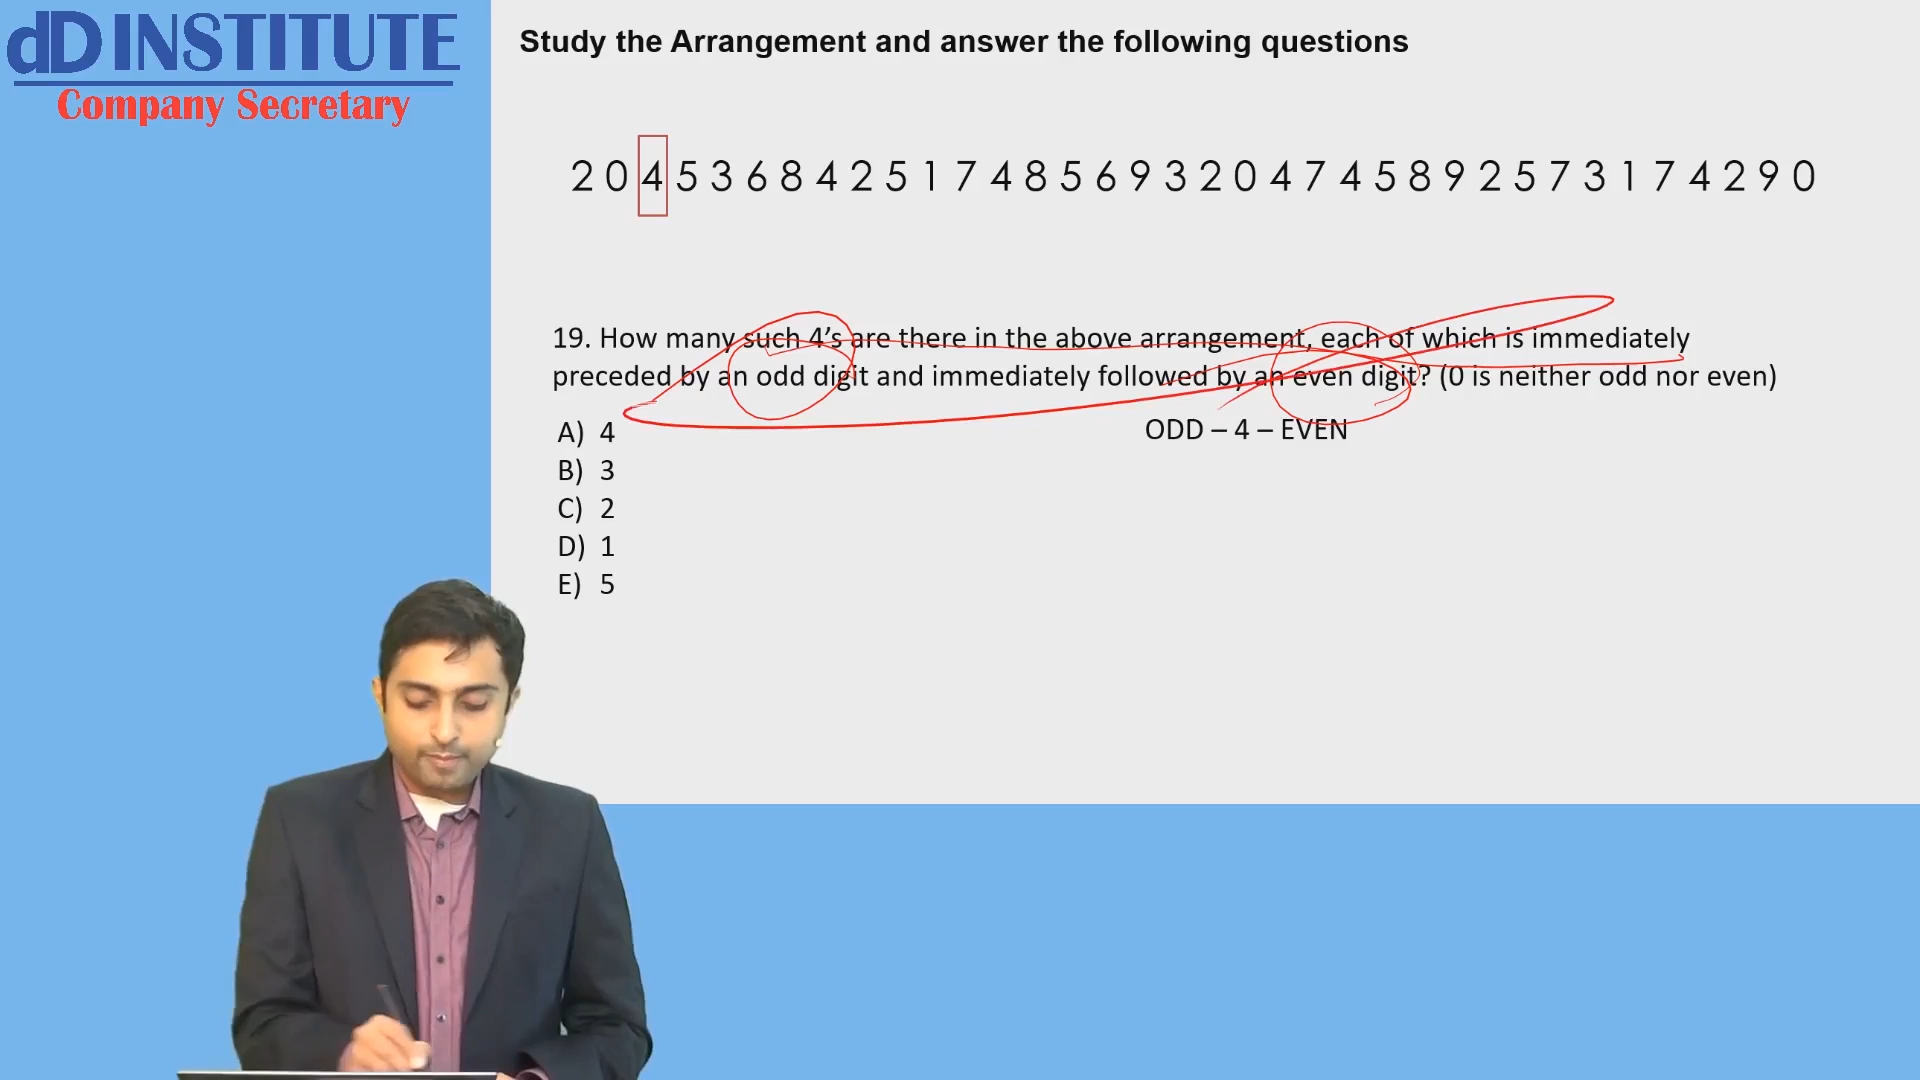 dD INSTITUTE
Company Secretary
Study the Arrangement and answer the following questions
2 0 4 5 3 6 8 4 2 5 1 7 4 8 5 6 9 3 2 0 4 7 4 5 8 9 2 5 7 3 1 7 4 2 9 0
19. How many such 4's are there in the above arrangement, each of which is immediately
preceded by an odd digit and immediately followed by an even digit? (0 is neither odd nor even)
A) 4
ODD – 4 – EVEN
B) 3
C) 2
D) 1
E) 5